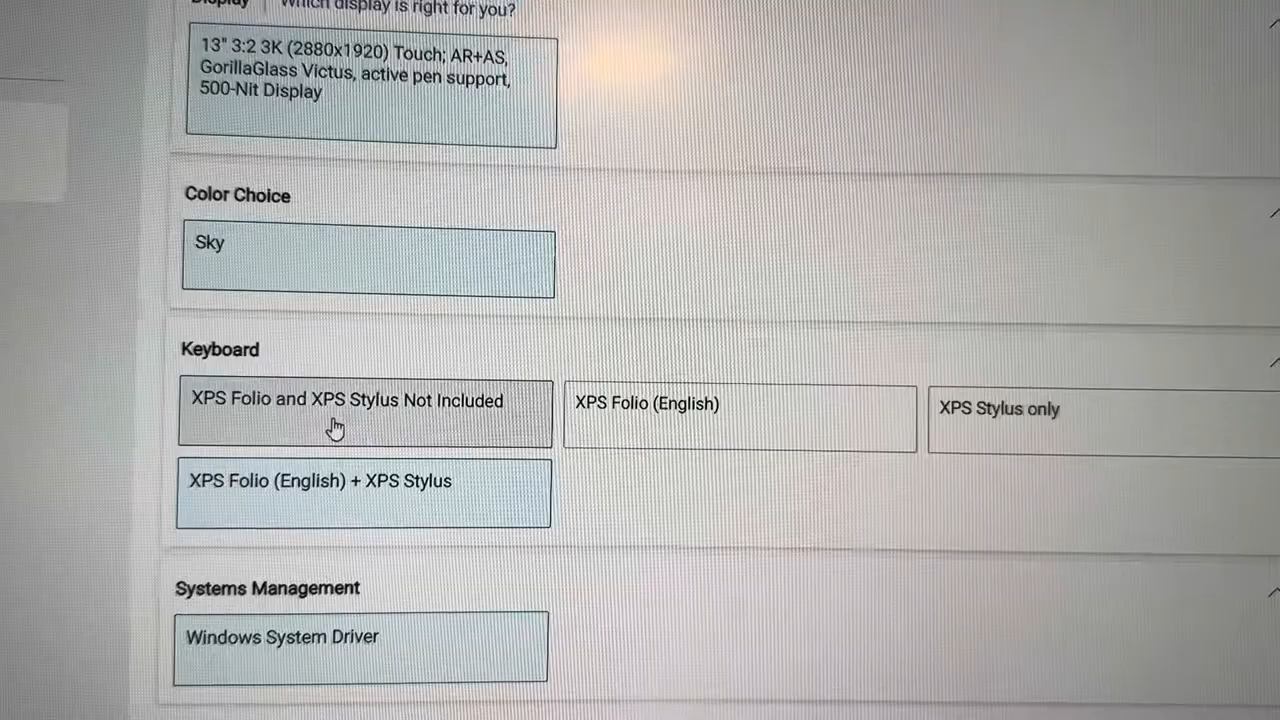 Display | Which display is right for you?
13" 3:2 3K (2880x1920) Touch; AR+AS,
GorillaGlass Victus, active pen support,
500-Nit Display
Color Choice
Sky
Keyboard
XPS Folio and XPS Stylus Not Included
XPS Folio (English)
XPS Stylus only
XPS Folio (English) + XPS Stylus
Systems Management
Windows System Driver